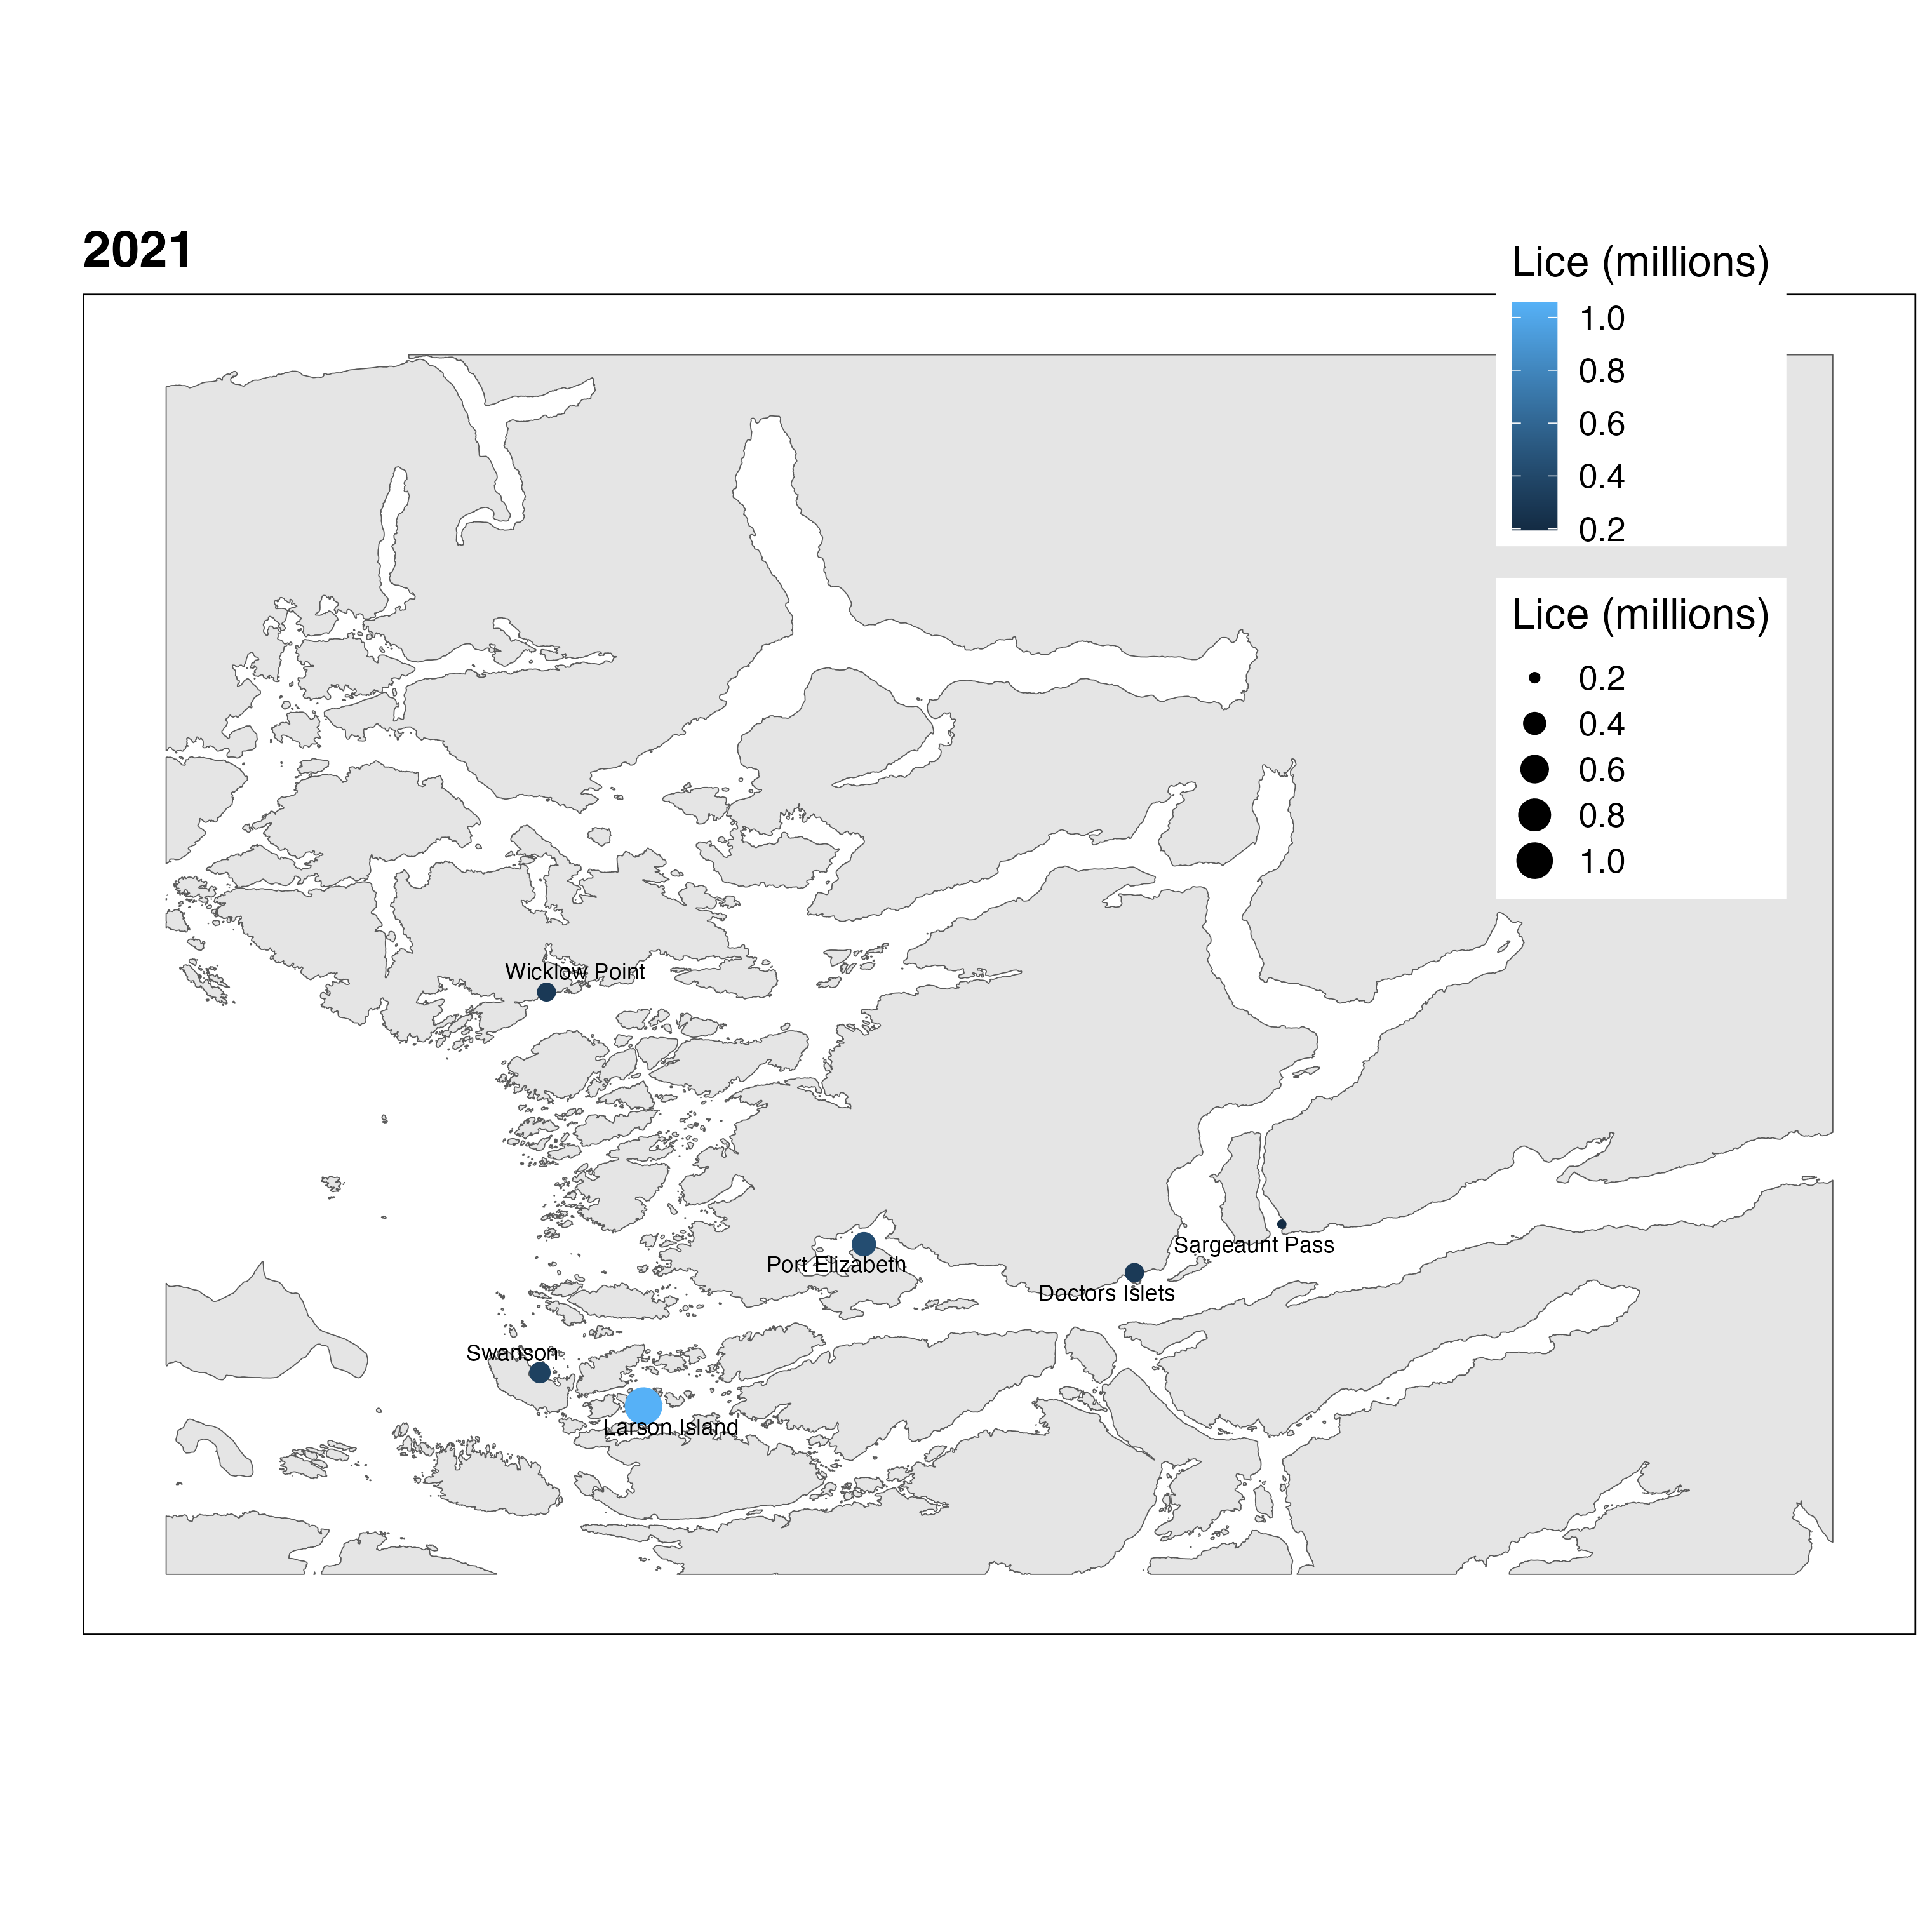 2021
Lice (millions)
1.0
0.8
0.6
0.4
0.2
Lice (millions)
0.2
0.4
0.6
0.8
1.0
Wicklow Point
Sargeaunt Pass
Port Elizabeth
Doctors Islets
Swanson
Larson Island